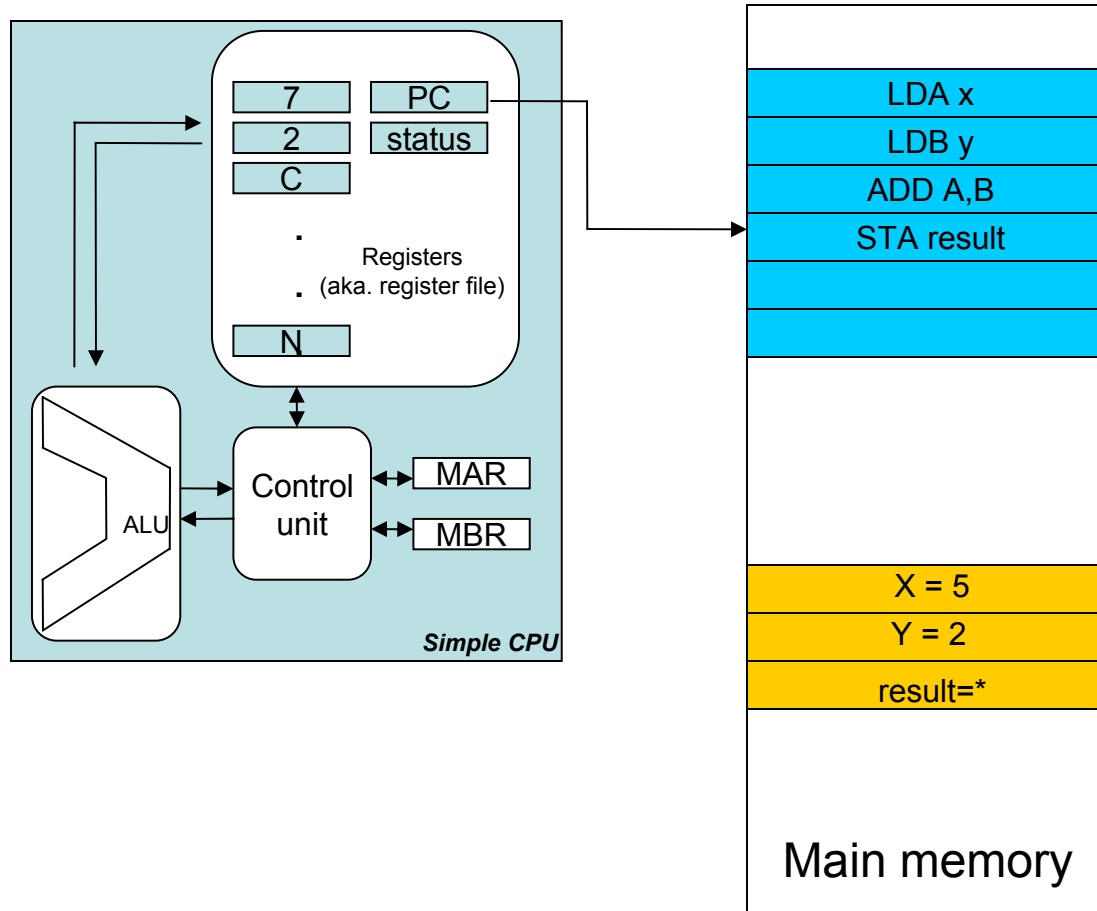 7
PC
2
status
C
.
Registers
. (aka. register file)
N.
ALU
Control
unit
MAR
MBR
Simple CPU
LDA x
LDB y
ADD A,B
STA result
X = 5
Y = 2
result=*
Main memory